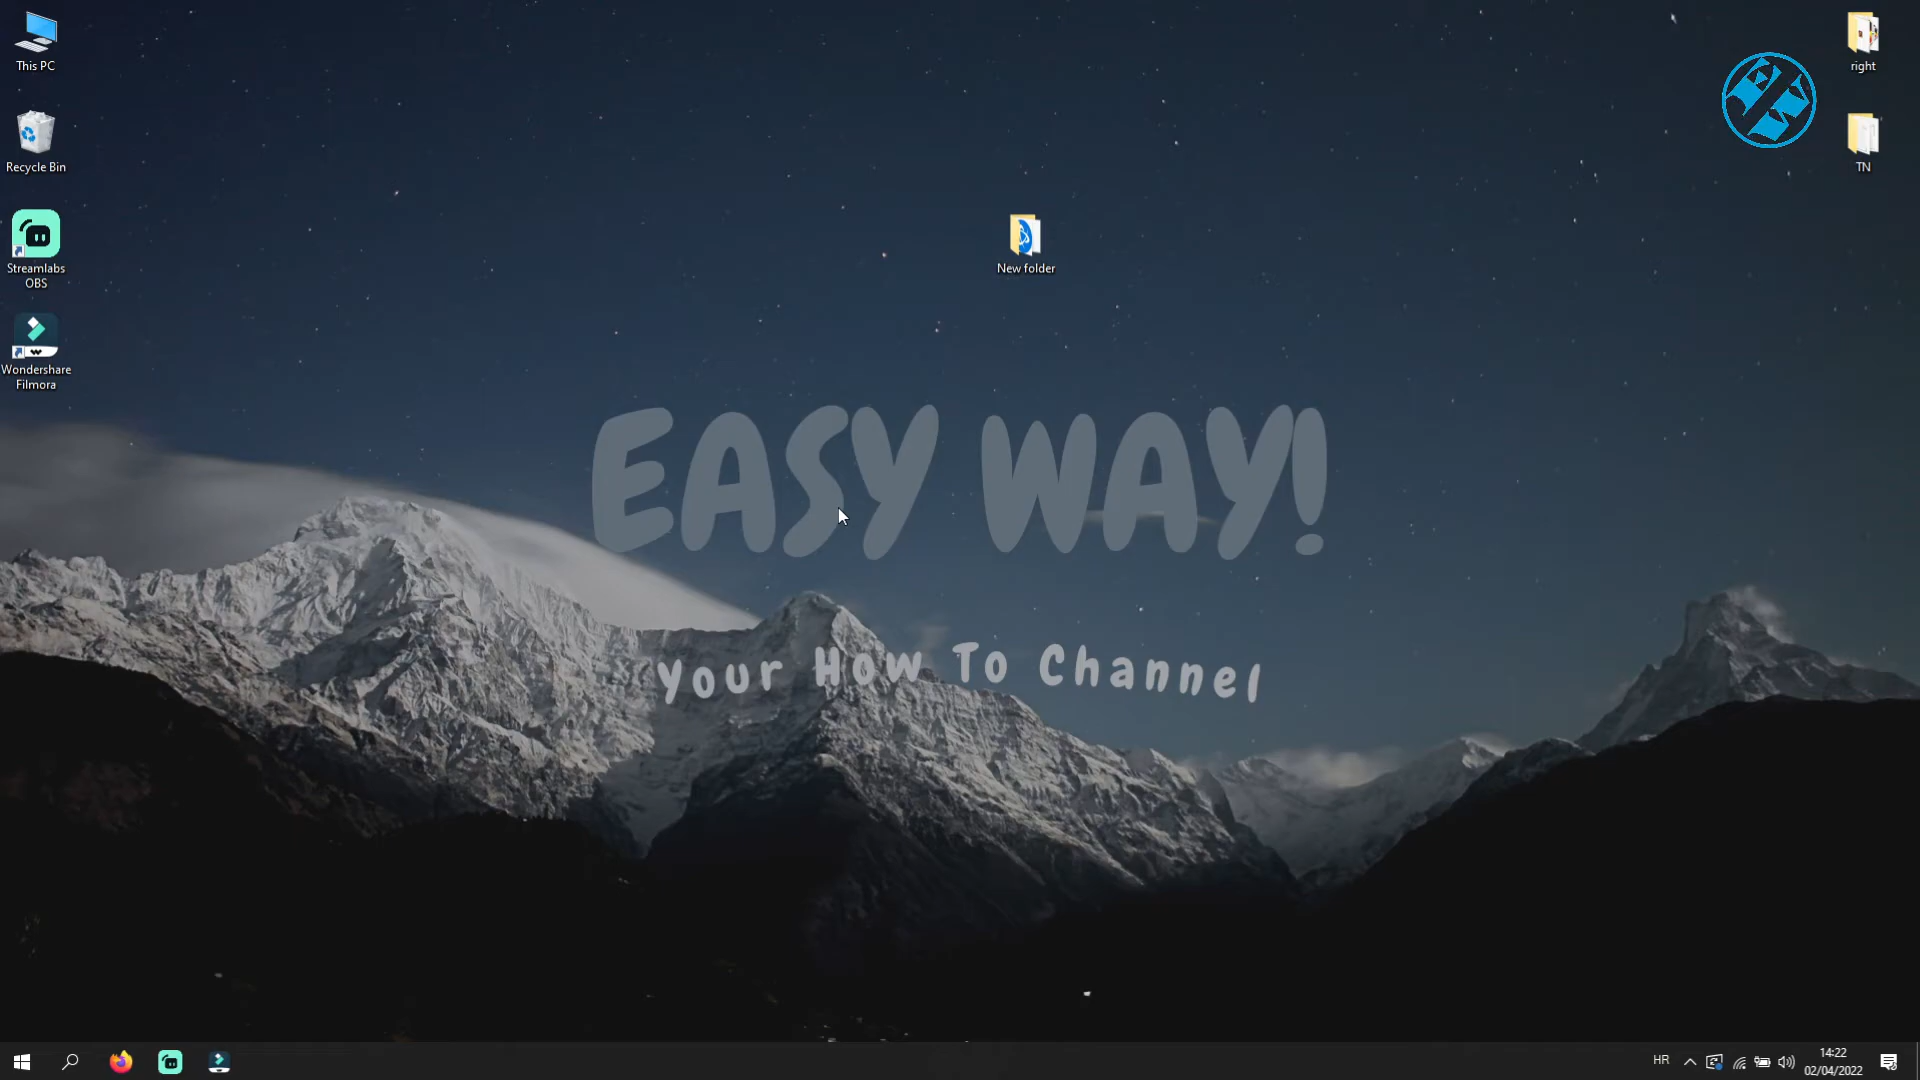 This PC
right
Recycle Bin
TN
Streamlabs
OBS
New folder
Wondershare
Filmora
EASY WAY!
Your How To Channel
HR
14:22
02/04/2022